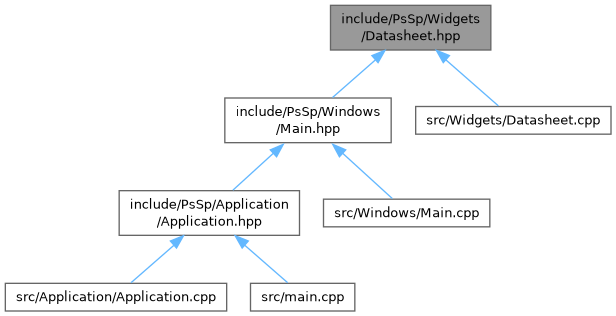 include/PsSp/Widgets
/Datasheet.hpp
include/PsSp/Windows
/Main.hpp
src/Widgets/Datasheet.cpp
include/PsSp/Application
/Application.hpp
src/Windows/Main.cpp
src/Application/Application.cpp
src/main.cpp